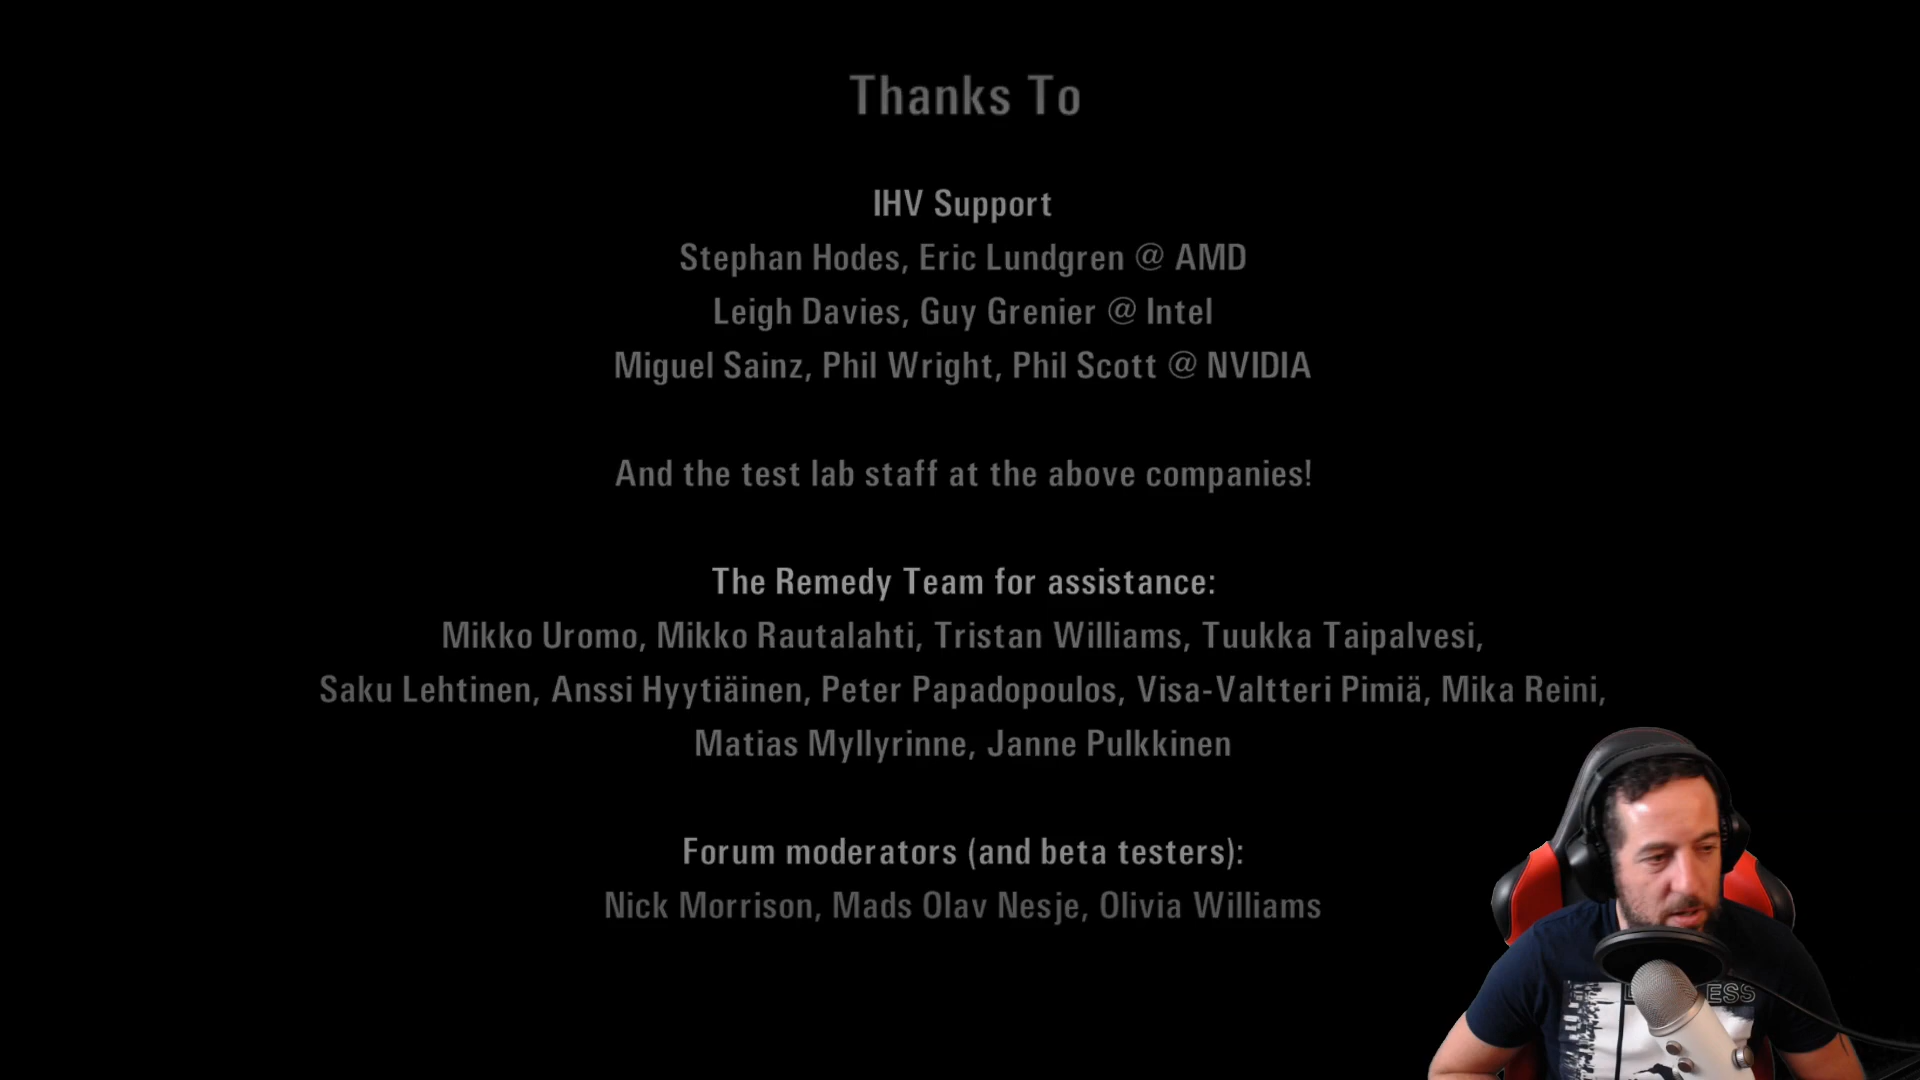 Thanks To
IHV Support
Stephan Hodes, Eric Lundgren @ AMD
Leigh Davies, Guy Grenier @ Intel
Miguel Sainz, Phil Wright, Phil Scott @ NVIDIA
And the test lab staff at the above companies!
The Remedy Team for assistance:
Mikko Uromo, Mikko Rautalahti, Tristan Williams, Tuukka Taipalvesi,
Saku Lehtinen, Anssi Hyytiäinen, Peter Papadopoulos, Visa-Valtteri Pimiä, Mika Reini,
Matias Myllyrinne, Janne Pulkkinen
Forum moderators (and beta testers):
Nick Morrison, Mads Olav Nesje, Olivia Williams